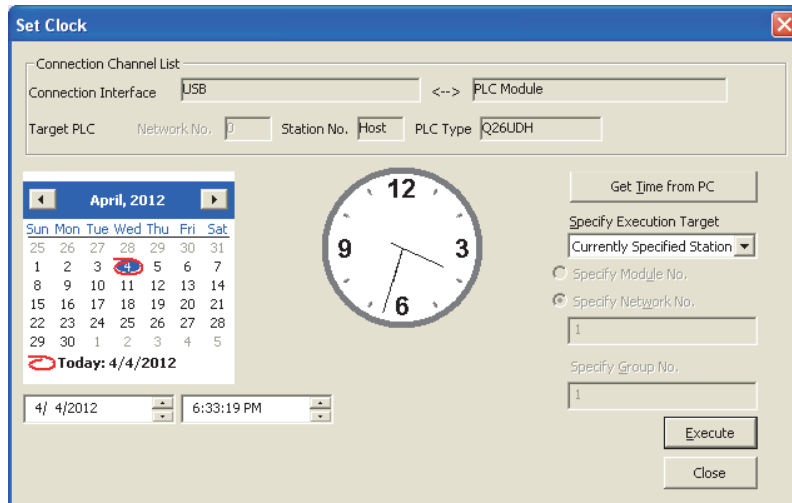 Set Clock
Connection Channel List
Connection Interface USB <--> PLC Module
Target PLC Network No. 0 Station No. Host PLC Type Q26UDH
April, 2012
Sun Mon Tue Wed Thu Fri Sat
25 26 27 28 29 30 31
1 2 3 4 5 6 7
8 9 10 11 12 13 14
15 16 17 18 19 20 21
22 23 24 25 26 27 28
29 30 1 2 3 4 5
Today: 4/4/2012
4/ 4/2012 6:33:19 PM
12
9 3
6
Get Time from PC
Specify Execution Target
Currently Specified Station
Specify Module No.
Specify Network No.
1
Specify Group No.
1
Execute
Close